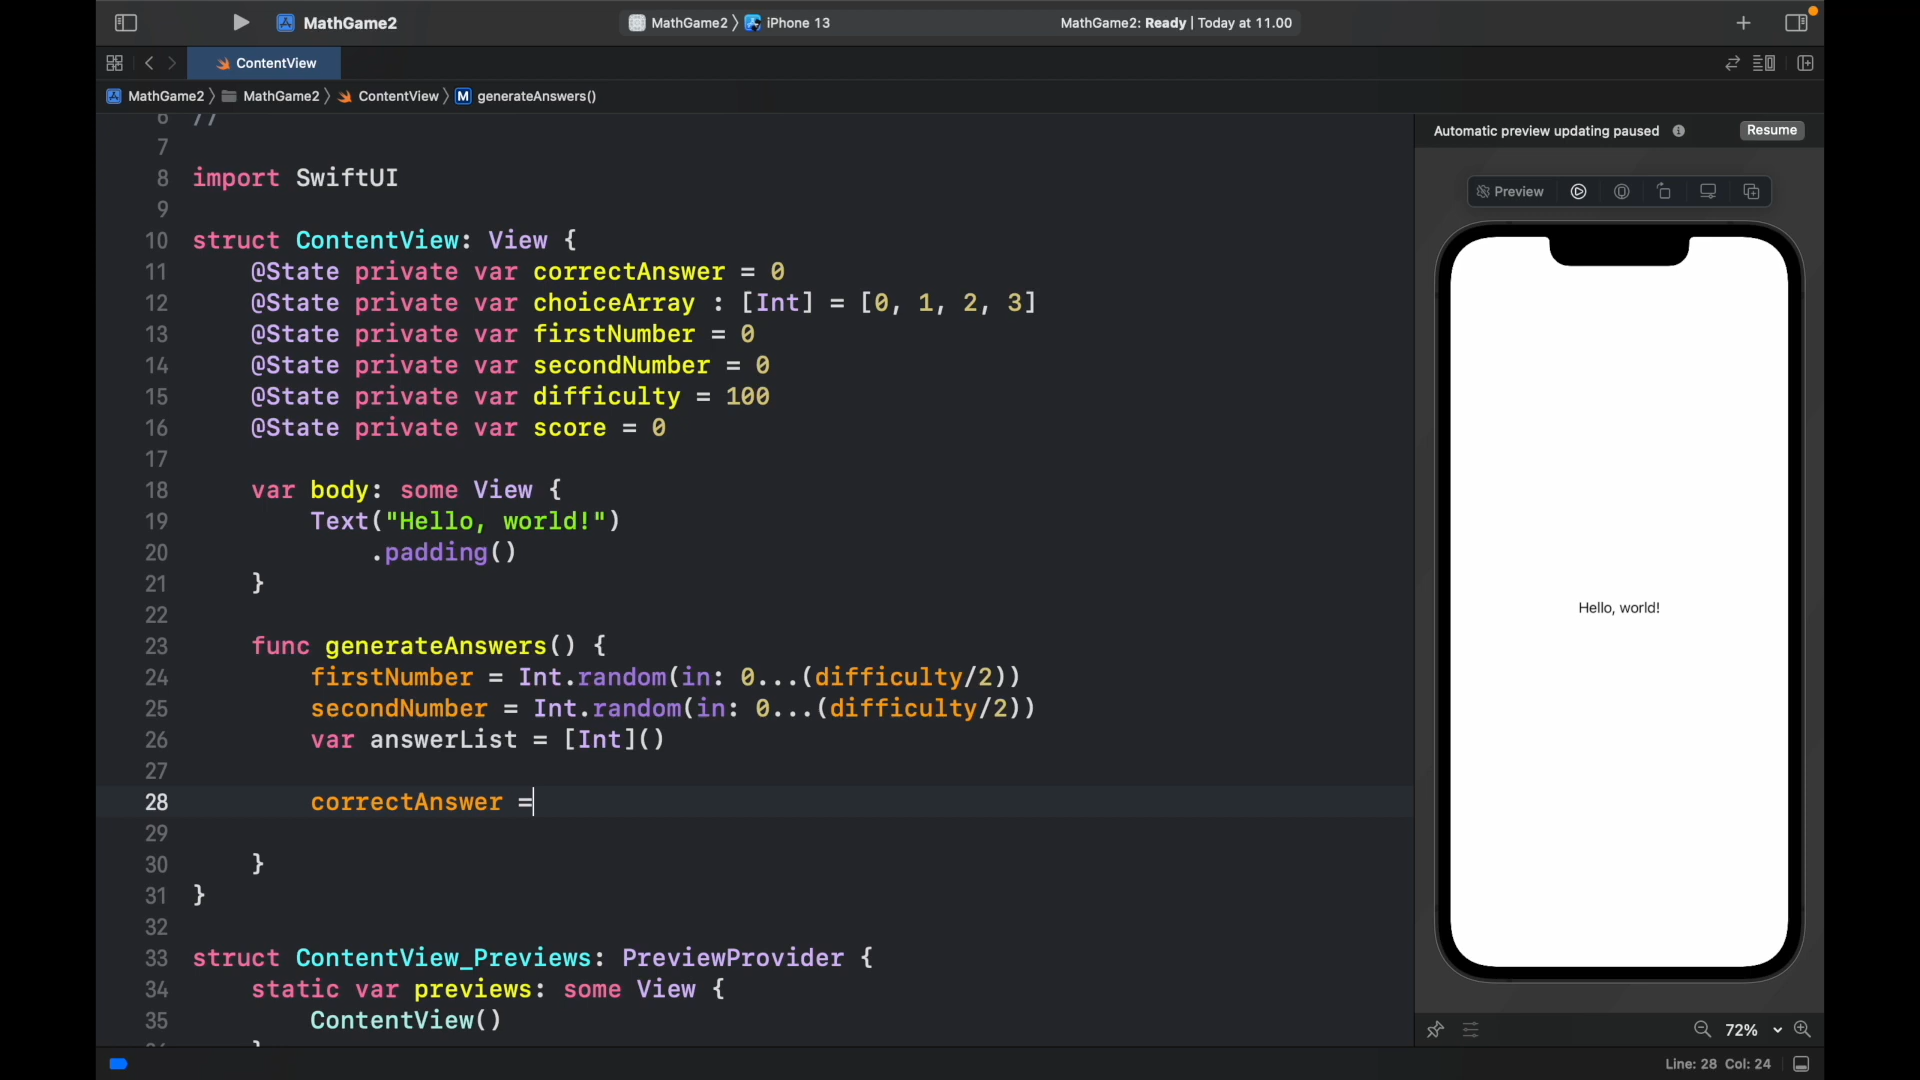 MathGame2
MathGame2 〉 iPhone 13
MathGame2: Ready | Today at 11.00
ContentView
MathGame2 〉 MathGame2 〉 ContentView 〉 M generateAnswers()
6 //
7
8 import SwiftUI
9
10 struct ContentView: View {
11 @State private var correctAnswer = 0
12 @State private var choiceArray : [Int] = [0, 1, 2, 3]
13 @State private var firstNumber = 0
14 @State private var secondNumber = 0
15 @State private var difficulty = 100
16 @State private var score = 0
17
18 var body: some View {
19 Text("Hello, world!")
20 .padding()
21 }
22
23 func generateAnswers() {
24 firstNumber = Int.random(in: 0...(difficulty/2))
25 secondNumber = Int.random(in: 0...(difficulty/2))
26 var answerList = [Int]()
27
28 correctAnswer =
29
30 }
31 }
32
33 struct ContentView_Previews: PreviewProvider {
34 static var previews: some View {
35 ContentView()
36 }
Automatic preview updating paused
Resume
Preview
Hello, world!
72%
Line: 28 Col: 24